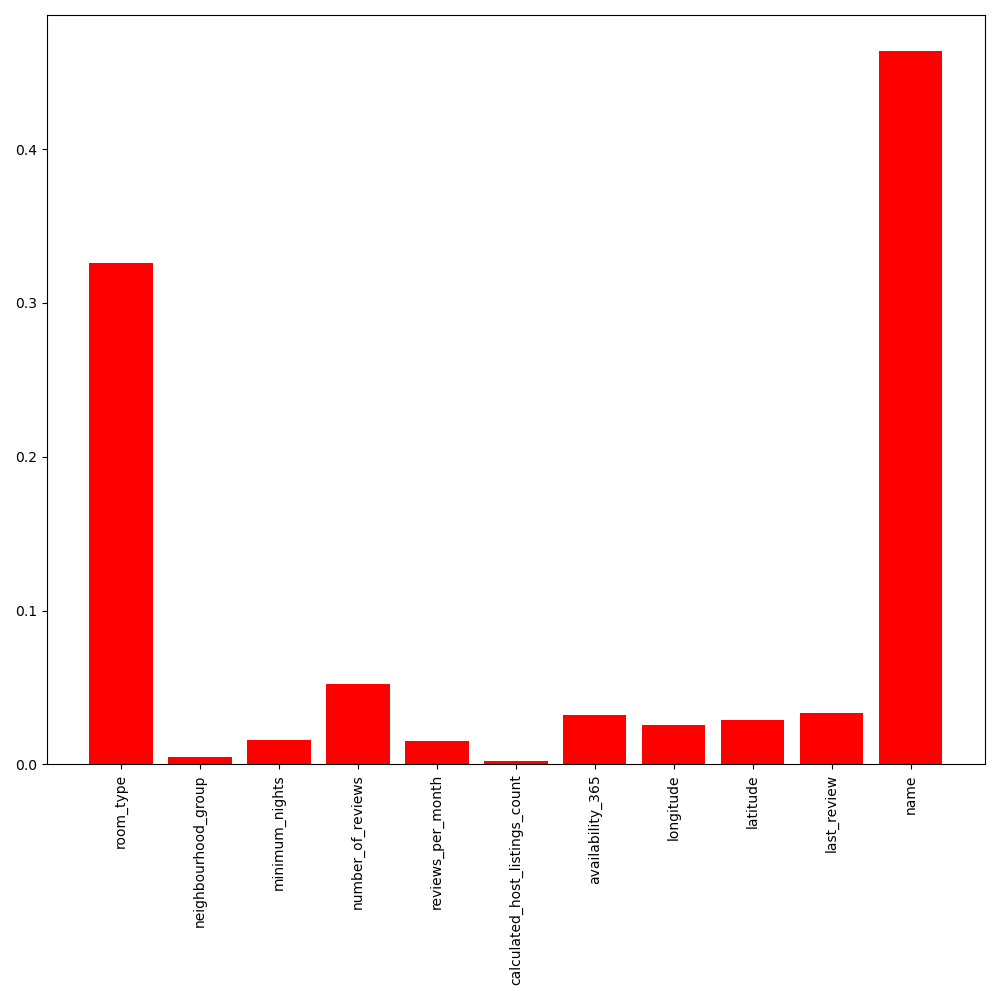 0.4
0.3
0.2
0.1
0.0
room_type
neighbourhood_group
minimum_nights
number_of_reviews
reviews_per_month
calculated_host_listings_count
availability_365
longitude
latitude
last_review
name